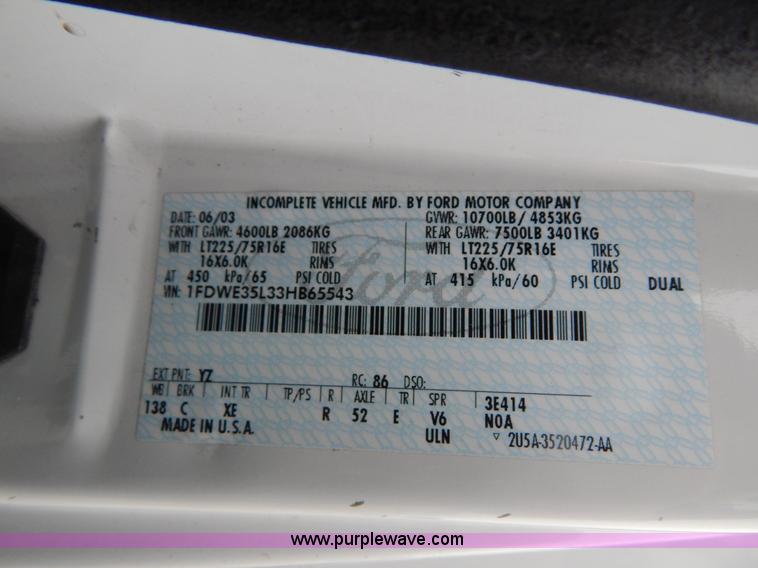 INCOMPLETE VEHICLE MFD. BY FORD MOTOR COMPANY
DATE: 06/03 GVWR: 10700LB/ 4853KG
FRONT GAWR: 4600LB 2086KG REAR GAWR: 7500LB 3401KG
WITH LT225/75R16E TIRES WITH LT225/75R16E TIRES
16X6.0K RIMS 16X6.0K RIMS
AT 450 kPa/65 PSI COLD AT 415 kPa/60 PSI COLD DUAL
VIN: 1FDWE35L33HB65543
Ford
EXT PNT: YZ RC: 86 DSO:
WB BRK INT TR TP/PS R AXLE TR SPR 3E414
138 C XE R 52 E V6 NOA
MADE IN U.S.A. ULN ▽ 2U5A-3520472-AA
www.purplewave.com